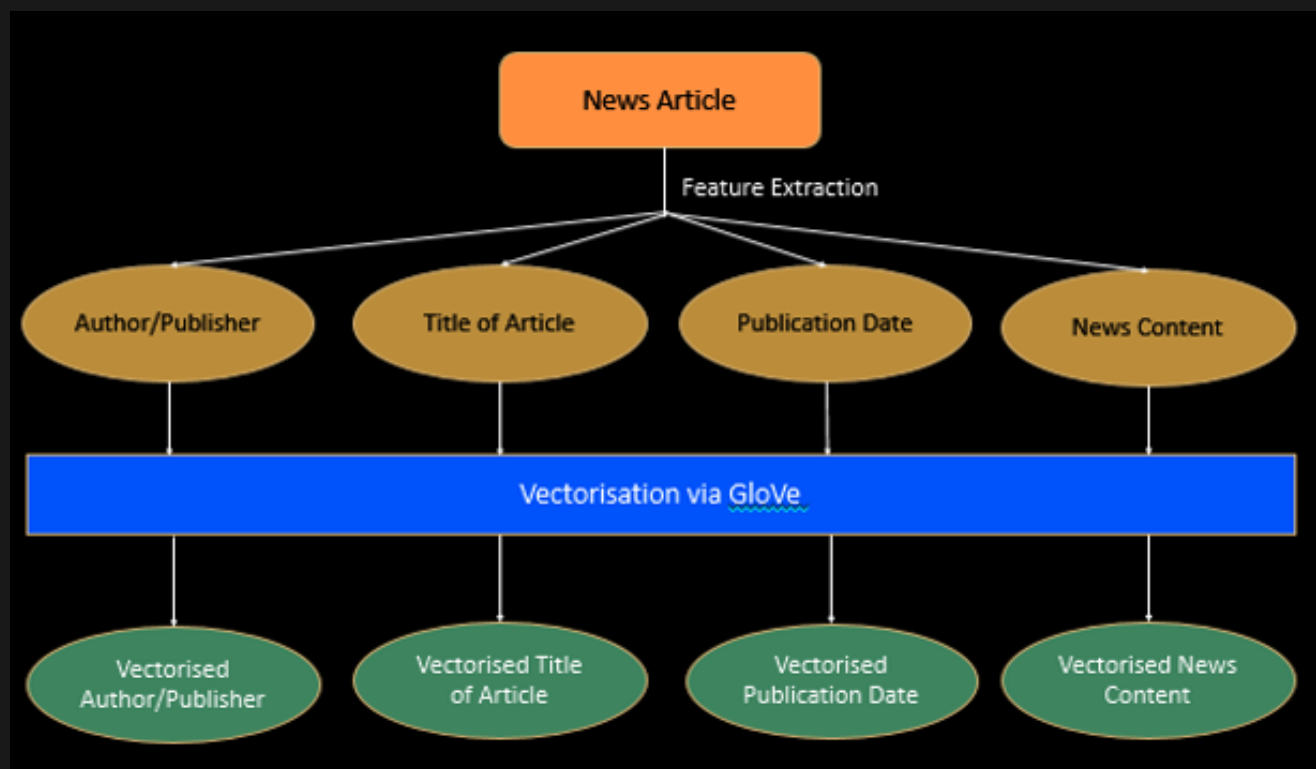 News Article
Feature Extraction
Author/Publisher
Title of Article
Publication Date
News Content
Vectorisation via GloVe
Vectorised
Author/Publisher
Vectorised Title
of Article
Vectorised
Publication Date
Vectorised News
Content